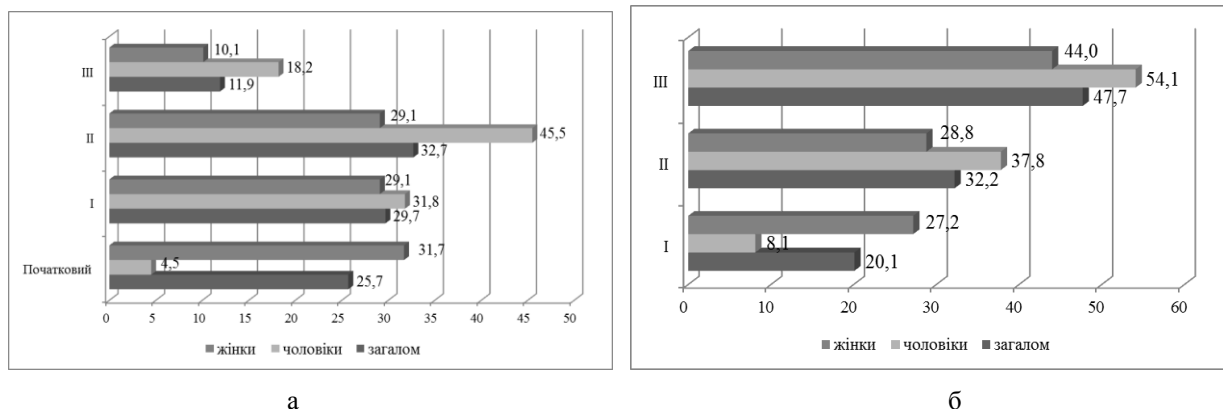 III
10,1
18,2
11,9
II
29,1
45,5
32,7
I
29,1
31,8
29,7
Початковий
31,7
4,5
25,7
0 5 10 15 20 25 30 35 40 45 50
жінки чоловіки загалом
а
III
44,0
54,1
47,7
II
28,8
37,8
32,2
I
27,2
8,1
20,1
0 10 20 30 40 50 60
жінки чоловіки загалом
б